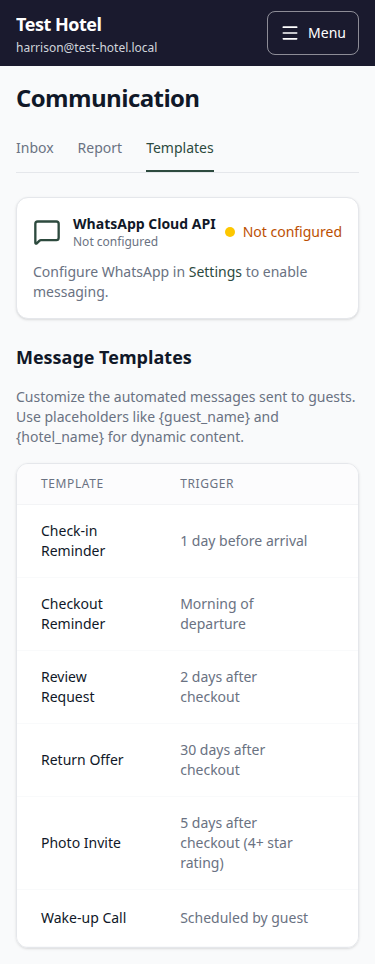 Test Hotel
harrison@test-hotel.local
Menu
Communication
Inbox Report Templates
WhatsApp Cloud API
Not configured
Not configured
Configure WhatsApp in Settings to enable
messaging.
Message Templates
Customize the automated messages sent to guests.
Use placeholders like {guest_name} and
{hotel_name} for dynamic content.
TEMPLATE TRIGGER
Check-in
Reminder
1 day before arrival
Checkout
Reminder
Morning of
departure
Review
Request
2 days after
checkout
Return Offer
30 days after
checkout
Photo Invite
5 days after
checkout (4+ star
rating)
Wake-up Call
Scheduled by guest